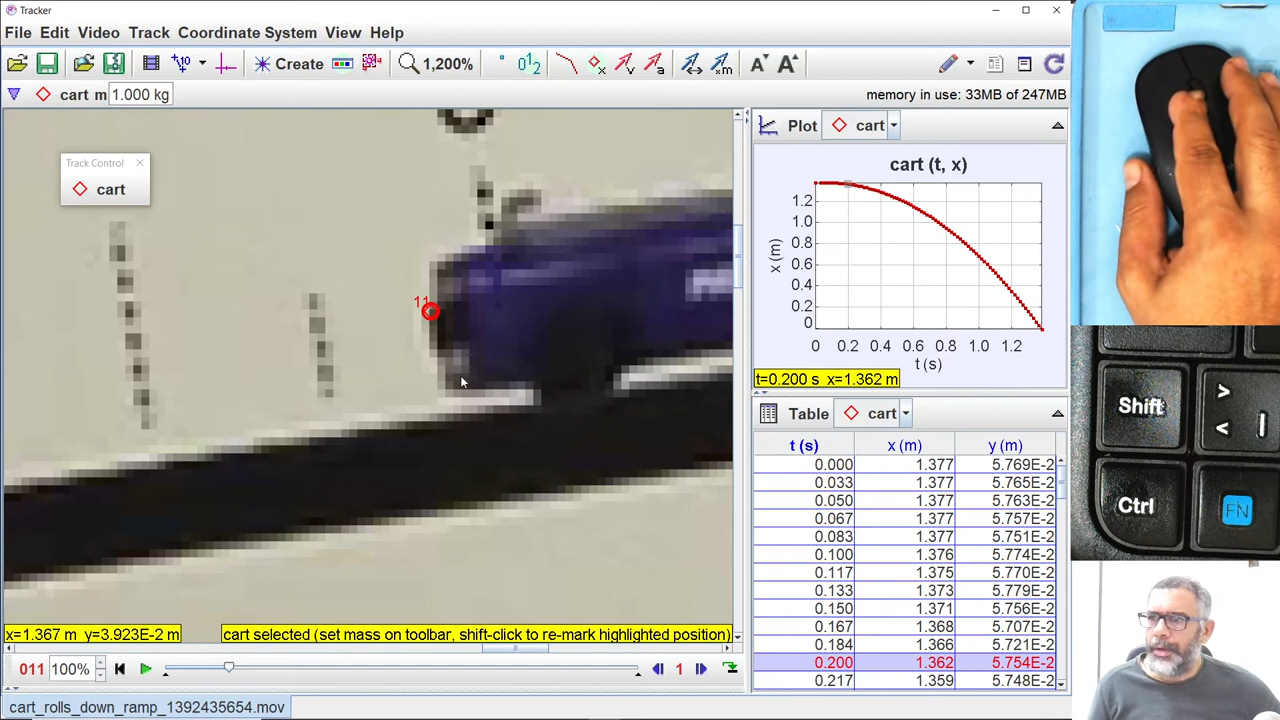 Tracker
File Edit Video Track Coordinate System View Help
Create 1,200%
cart m 1.000 kg
memory in use: 33MB of 247MB
Track Control
cart
11
Plot cart
cart (t, x)
x (m)
1.2
1.0
0.8
0.6
0.4
0.2
0
0 0.2 0.4 0.6 0.8 1.0 1.2
t (s)
t=0.200 s x=1.362 m
Table cart
t (s) x (m) y (m)
0.000 1.377 5.769E-2
0.033 1.377 5.765E-2
0.050 1.377 5.763E-2
0.067 1.377 5.757E-2
0.083 1.377 5.751E-2
0.100 1.376 5.774E-2
0.117 1.375 5.770E-2
0.133 1.373 5.779E-2
0.150 1.371 5.756E-2
0.167 1.368 5.707E-2
0.184 1.366 5.721E-2
0.200 1.362 5.754E-2
0.217 1.359 5.748E-2
x=1.367 m y=3.923E-2 m
cart selected (set mass on toolbar, shift-click to re-mark highlighted position)
011 100% 1
cart_rolls_down_ramp_1392435654.mov
Shift
>
< |
Ctrl FN